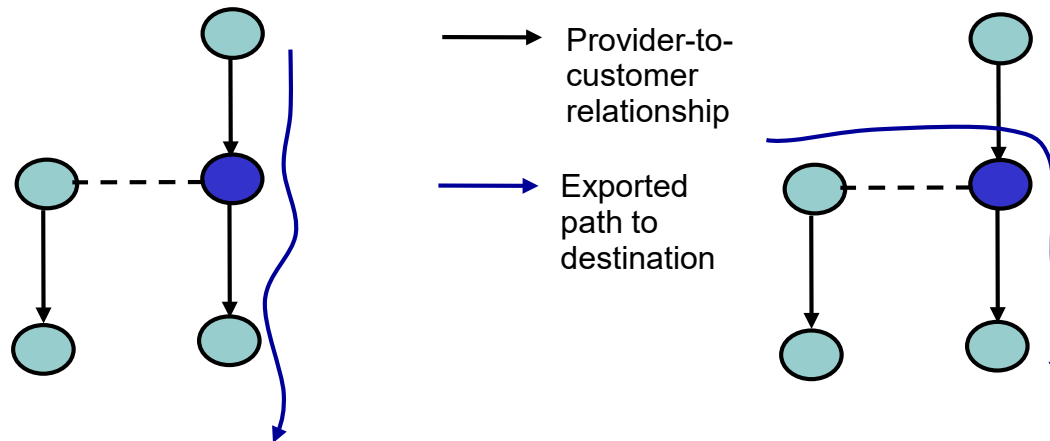 Provider-to-
customer
relationship
Exported
path to
destination